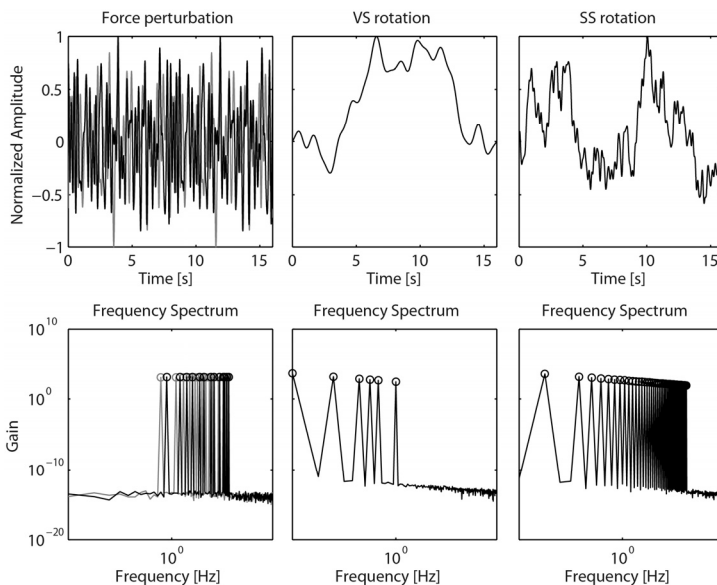 Force perturbation
VS rotation
SS rotation
Normalized Amplitude
1
0.5
0
−0.5
−1
0 5 10 15
0 5 10 15
0 5 10 15
Time [s]
Time [s]
Time [s]
Frequency Spectrum
Frequency Spectrum
Frequency Spectrum
Gain
10^10
10^0
10^−10
10^−20
10^0
10^0
10^0
Frequency [Hz]
Frequency [Hz]
Frequency [Hz]